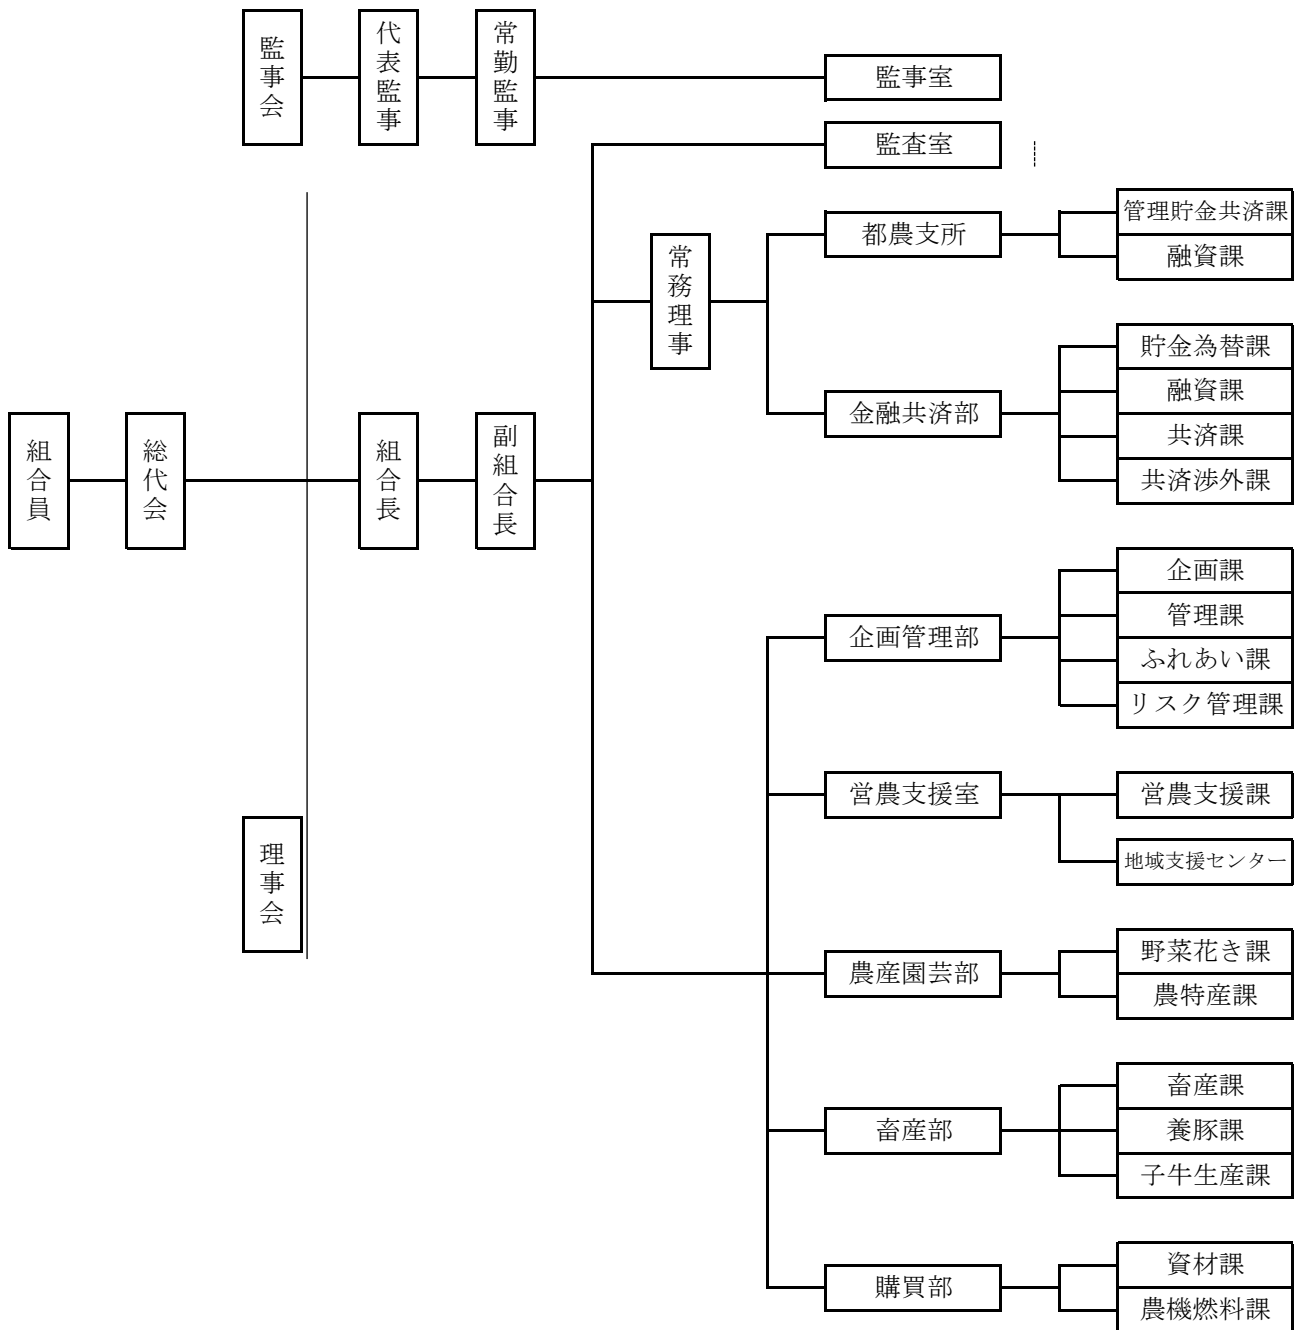 監事会
代表監事
常勤監事
監事室
監査室
都農支所
管理貯金共済課
融資課
常務理事
金融共済部
貯金為替課
融資課
共済課
共済渉外課
組合員
総代会
組合長
副組合長
企画管理部
企画課
管理課
ふれあい課
リスク管理課
営農支援室
営農支援課
地域支援センター
理事会
農産園芸部
野菜花き課
農特産課
畜産部
畜産課
養豚課
子牛生産課
購買部
資材課
農機燃料課